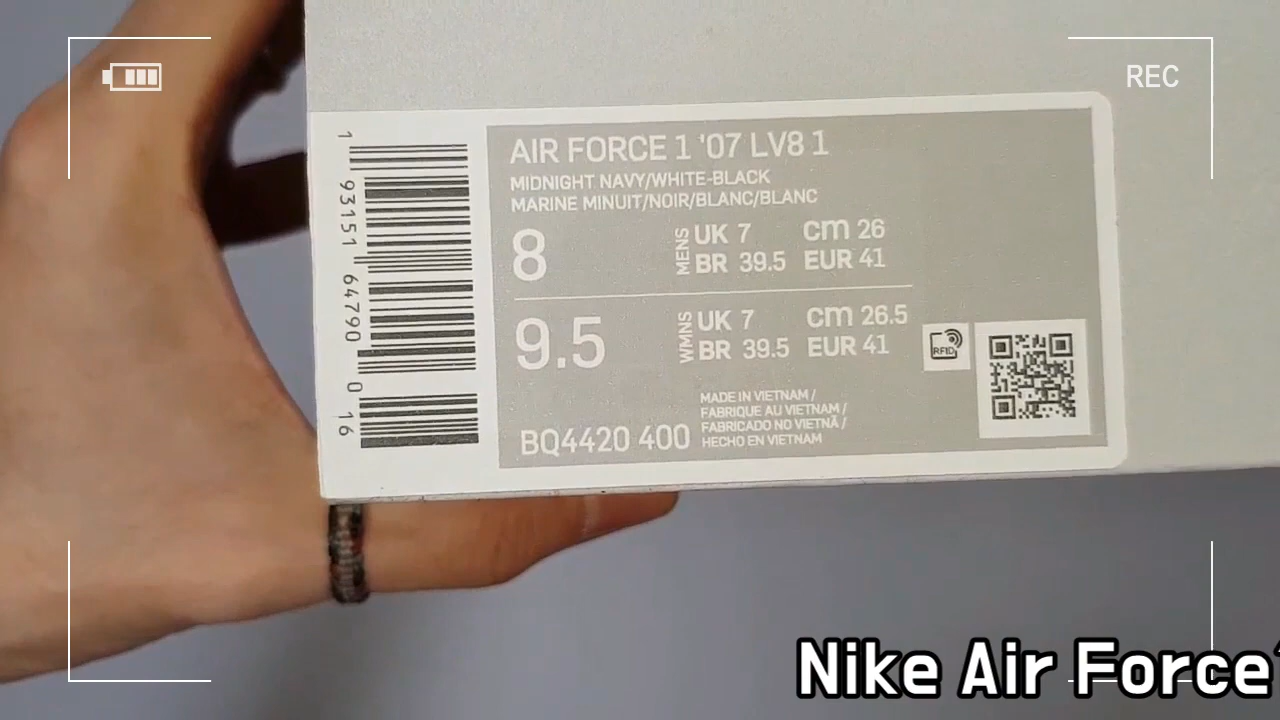 REC
AIR FORCE 1 '07 LV8 1
MIDNIGHT NAVY/WHITE-BLACK
MARINE MINUIT/NOIR/BLANC/BLANC
8
MENS
UK 7 cm 26
BR 39.5 EUR 41
9.5
WMNS
UK 7 cm 26.5
BR 39.5 EUR 41
RFID
BQ4420 400
MADE IN VIETNAM /
FABRIQUE AU VIETNAM /
FABRICADO NO VIETNÃ /
HECHO EN VIETNAM
1 93151 64790 0 16
Nike Air Force